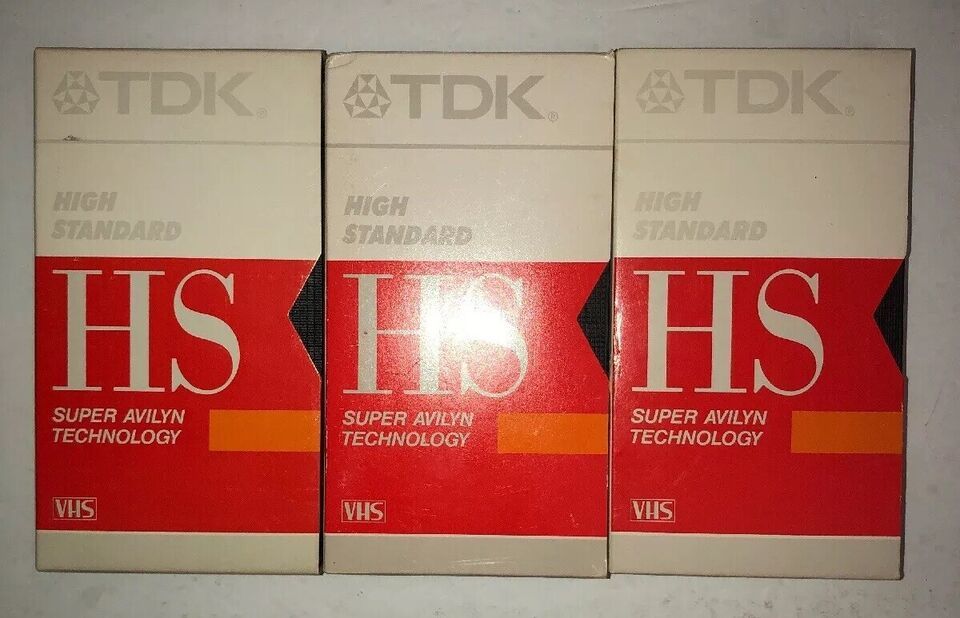 TDK®
HIGH
STANDARD
HS
SUPER AVILYN
TECHNOLOGY
VHS
TDK®
HIGH
STANDARD
HS
SUPER AVILYN
TECHNOLOGY
VHS
TDK®
HIGH
STANDARD
HS
SUPER AVILYN
TECHNOLOGY
VHS